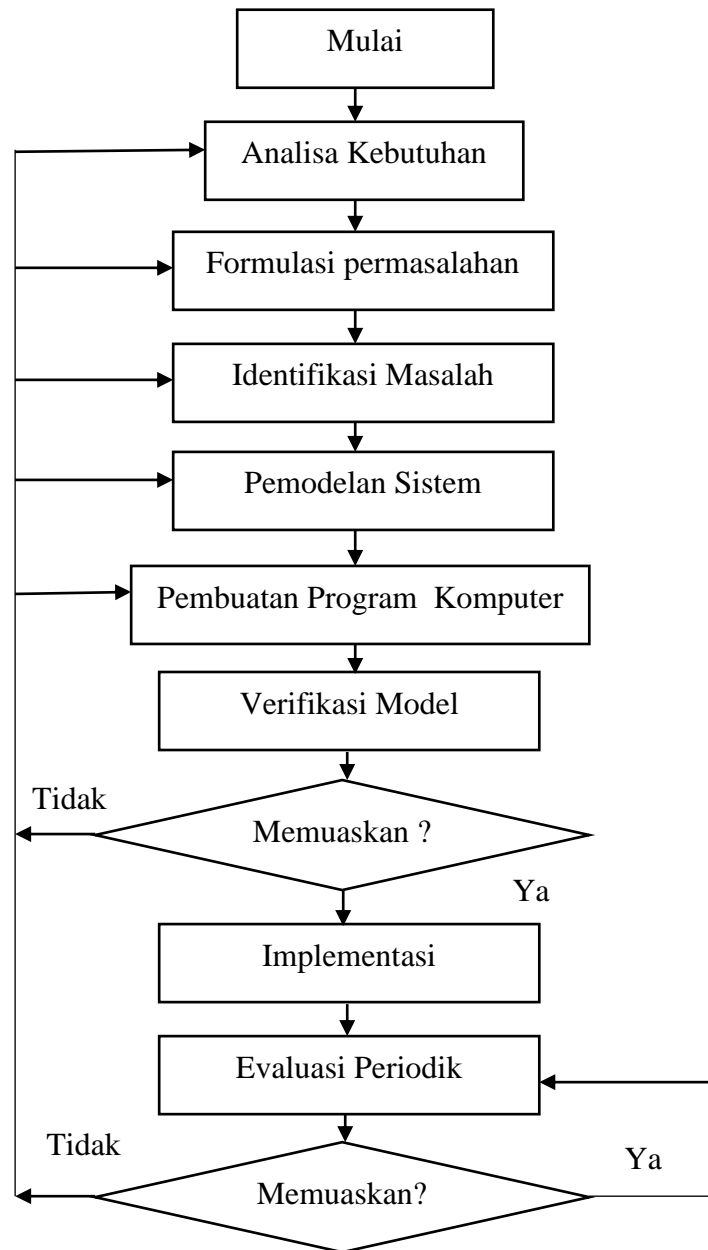 Mulai
Analisa Kebutuhan
Formulasi permasalahan
Identifikasi Masalah
Pemodelan Sistem
Pembuatan Program Komputer
Verifikasi Model
Tidak
Memuaskan ?
Ya
Implementasi
Evaluasi Periodik
Tidak
Ya
Memuaskan?